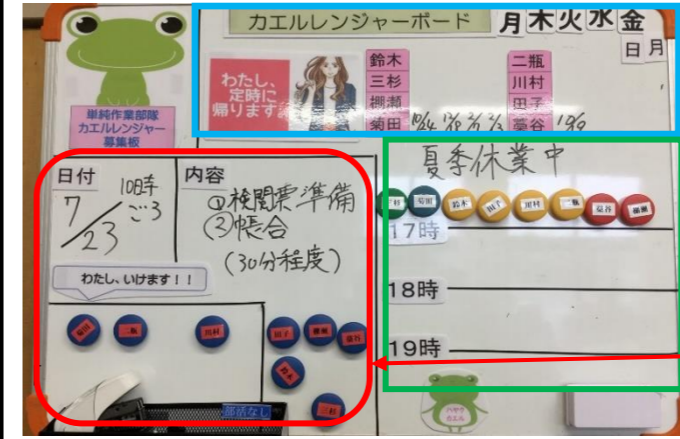 カエルレンジャーボード
月木火水金
日月
わたし、
定時に
帰ります
鈴木
三杉
棚瀬
菊田
二瓶
川村
田子
藁谷
単純作業部隊
カエルレンジャー
募集板
夏季休業中
日付
10時
ごろ
7/23
内容
①検閲票準備
②帳合
(30分程度)
わたし、いけます！！
三杉
菊田
鈴木
田子
川村
二瓶
藁谷
棚瀬
17時
18時
19時
菊田
二瓶
川村
田子
棚瀬
藁谷
鈴木
三杉
部活なし